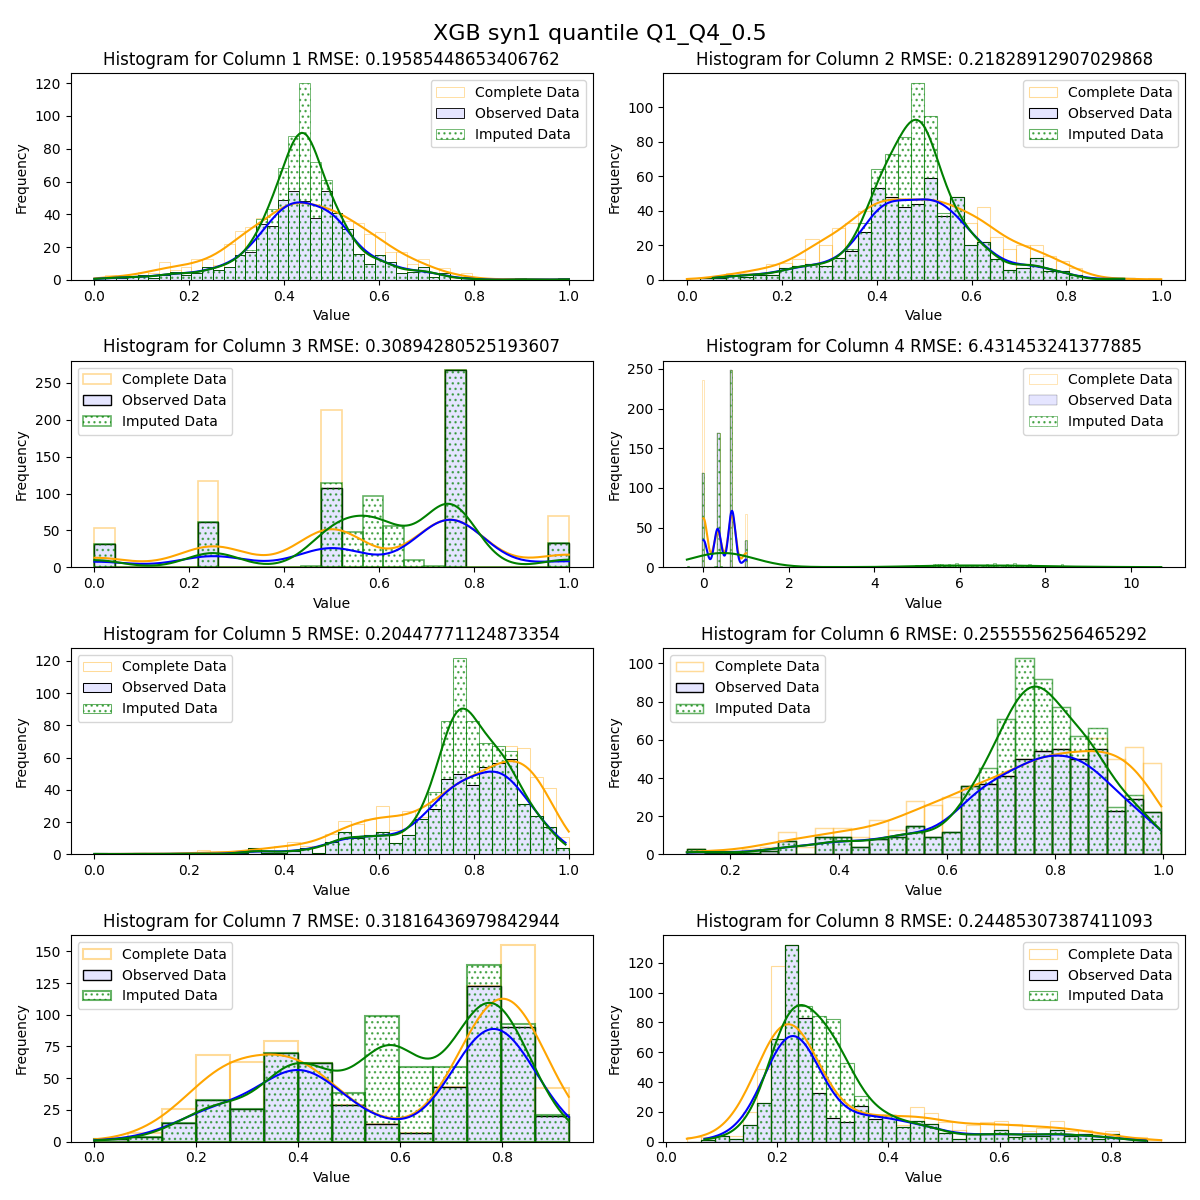 XGB syn1 quantile Q1_Q4_0.5
Histogram for Column 1 RMSE: 0.19585448653406762
120
100
80
60
40
20
0
Frequency
Complete Data
Observed Data
Imputed Data
0.0 0.2 0.4 0.6 0.8 1.0
Value
Histogram for Column 2 RMSE: 0.21828912907029868
100
80
60
40
20
0
Frequency
Complete Data
Observed Data
Imputed Data
0.0 0.2 0.4 0.6 0.8 1.0
Value
Histogram for Column 3 RMSE: 0.30894280525193607
250
200
150
100
50
0
Frequency
Complete Data
Observed Data
Imputed Data
0.0 0.2 0.4 0.6 0.8 1.0
Value
Histogram for Column 4 RMSE: 6.431453241377885
250
200
150
100
50
0
Frequency
Complete Data
Observed Data
Imputed Data
0 2 4 6 8 10
Value
Histogram for Column 5 RMSE: 0.20447771124873354
120
100
80
60
40
20
0
Frequency
Complete Data
Observed Data
Imputed Data
0.0 0.2 0.4 0.6 0.8 1.0
Value
Histogram for Column 6 RMSE: 0.2555556256465292
100
80
60
40
20
0
Frequency
Complete Data
Observed Data
Imputed Data
0.2 0.4 0.6 0.8 1.0
Value
Histogram for Column 7 RMSE: 0.31816436979842944
150
125
100
75
50
25
0
Frequency
Complete Data
Observed Data
Imputed Data
0.0 0.2 0.4 0.6 0.8
Value
Histogram for Column 8 RMSE: 0.24485307387411093
120
100
80
60
40
20
0
Frequency
Complete Data
Observed Data
Imputed Data
0.0 0.2 0.4 0.6 0.8
Value